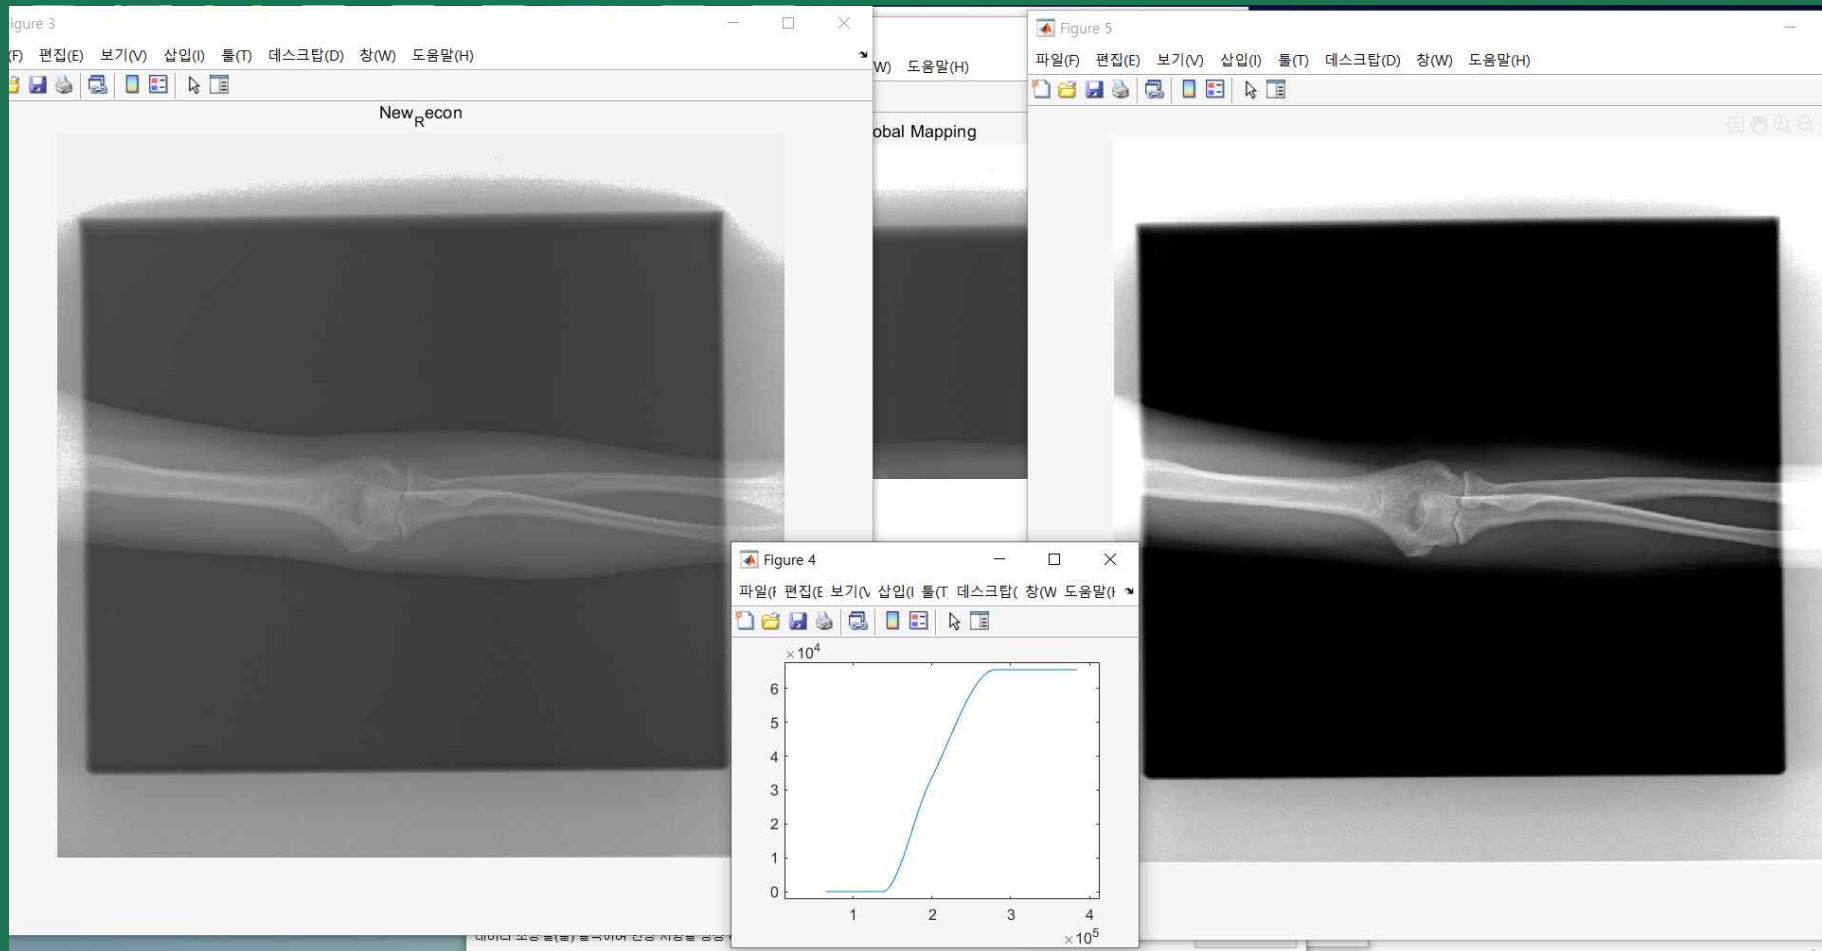 igure 3
(F) 편집(E) 보기(V) 삽입(I) 툴(T) 데스크탑(D) 창(W) 도움말(H)
New_Recon
W) 도움말(H)
obal Mapping
Figure 5
파일(F) 편집(E) 보기(V) 삽입(I) 툴(T) 데스크탑(D) 창(W) 도움말(H)
Figure 4
파일(F 편집(E 보기(V 삽입(I 툴(T 데스크탑( 창(W 도움말(H
×10^4
6
5
4
3
2
1
0
1 2 3 4
×10^5